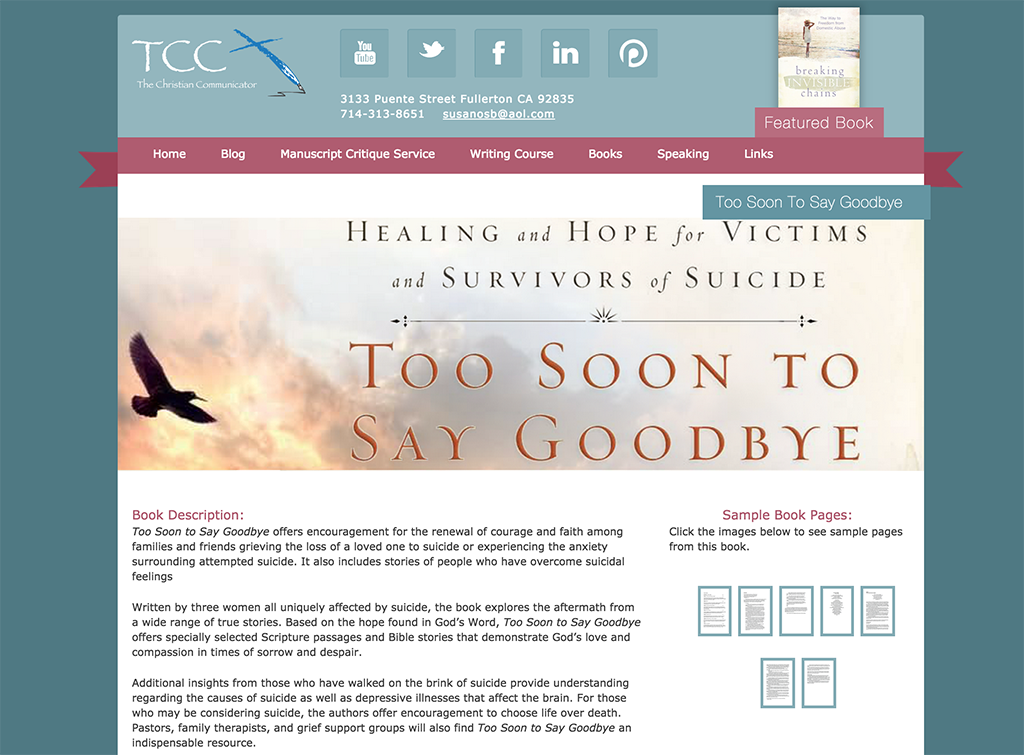 TCC
The Christian Communicator
You
Tube
f
in
3133 Puente Street Fullerton CA 92835
714-313-8651 susanosb@aol.com
The Way to
Freedom from
Domestic Abuse
breaking
INVISIBLE
chains
Featured Book
Home Blog Manuscript Critique Service Writing Course Books Speaking Links
Too Soon To Say Goodbye
HEALING and HOPE for VICTIMS
and SURVIVORS of SUICIDE
TOO SOON TO
SAY GOODBYE
Book Description:
Too Soon to Say Goodbye offers encouragement for the renewal of courage and faith among
families and friends grieving the loss of a loved one to suicide or experiencing the anxiety
surrounding attempted suicide. It also includes stories of people who have overcome suicidal
feelings
Written by three women all uniquely affected by suicide, the book explores the aftermath from
a wide range of true stories. Based on the hope found in God's Word, Too Soon to Say Goodbye
offers specially selected Scripture passages and Bible stories that demonstrate God's love and
compassion in times of sorrow and despair.
Additional insights from those who have walked on the brink of suicide provide understanding
regarding the causes of suicide as well as depressive illnesses that affect the brain. For those
who may be considering suicide, the authors offer encouragement to choose life over death.
Pastors, family therapists, and grief support groups will also find Too Soon to Say Goodbye an
indispensable resource.
Sample Book Pages:
Click the images below to see sample pages
from this book.